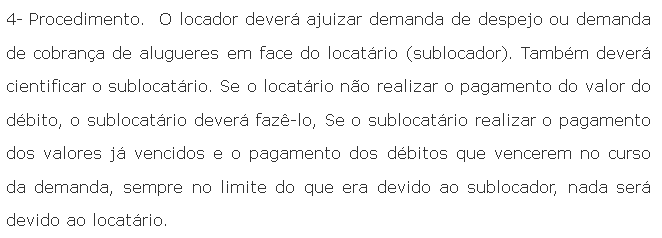 4- Procedimento.  O locador deverá ajuizar demanda de despejo ou demanda
de cobrança de alugueres em face do locatário (sublocador). Também deverá
cientificar o sublocatário. Se o locatário não realizar o pagamento do valor do
débito, o sublocatário deverá fazê-lo, Se o sublocatário realizar o pagamento
dos valores já vencidos e o pagamento dos débitos que vencerem no curso
da demanda, sempre no limite do que era devido ao sublocador, nada será
devido ao locatário.